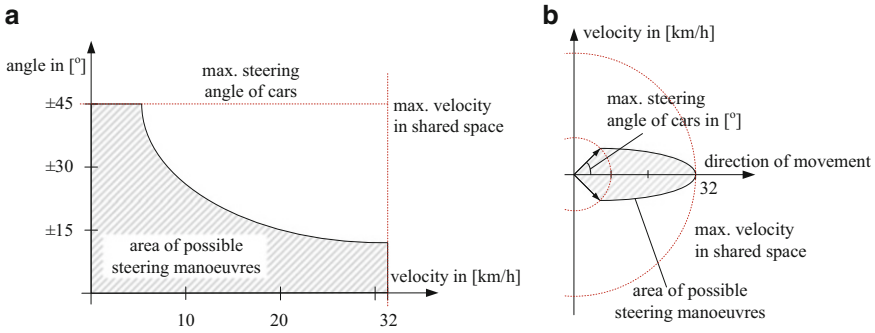 a
angle in [º]
max. steering
angle of cars
±45
max. velocity
in shared space
±30
±15
area of possible
steering manoeuvres
velocity in [km/h]
10
20
32
b
velocity in [km/h]
max. steering
angle of cars in [º]
direction of movement
32
max. velocity
in shared space
area of possible
steering manoeuvres